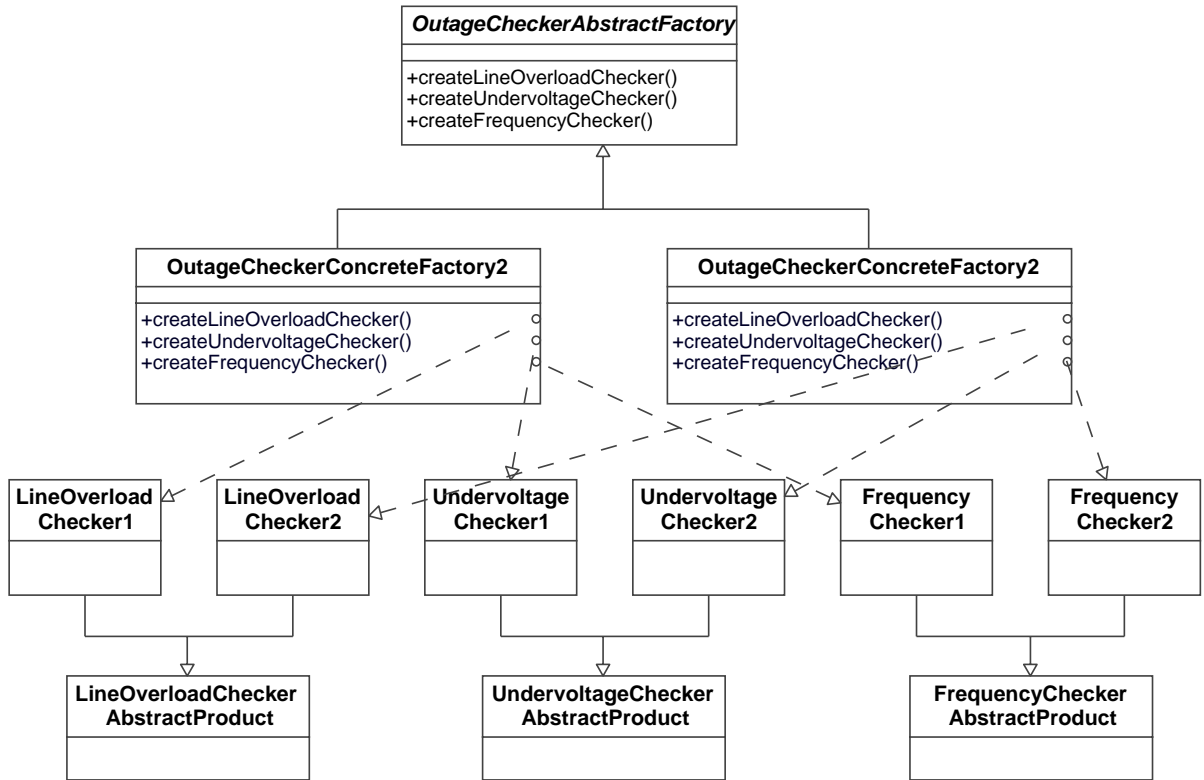 OutageCheckerAbstractFactory
+createLineOverloadChecker()
+createUndervoltageChecker()
+createFrequencyChecker()
OutageCheckerConcreteFactory2
+createLineOverloadChecker()
+createUndervoltageChecker()
+createFrequencyChecker()
OutageCheckerConcreteFactory2
+createLineOverloadChecker()
+createUndervoltageChecker()
+createFrequencyChecker()
LineOverload
Checker1
LineOverload
Checker2
Undervoltage
Checker1
Undervoltage
Checker2
Frequency
Checker1
Frequency
Checker2
LineOverloadChecker
AbstractProduct
UndervoltageChecker
AbstractProduct
FrequencyChecker
AbstractProduct